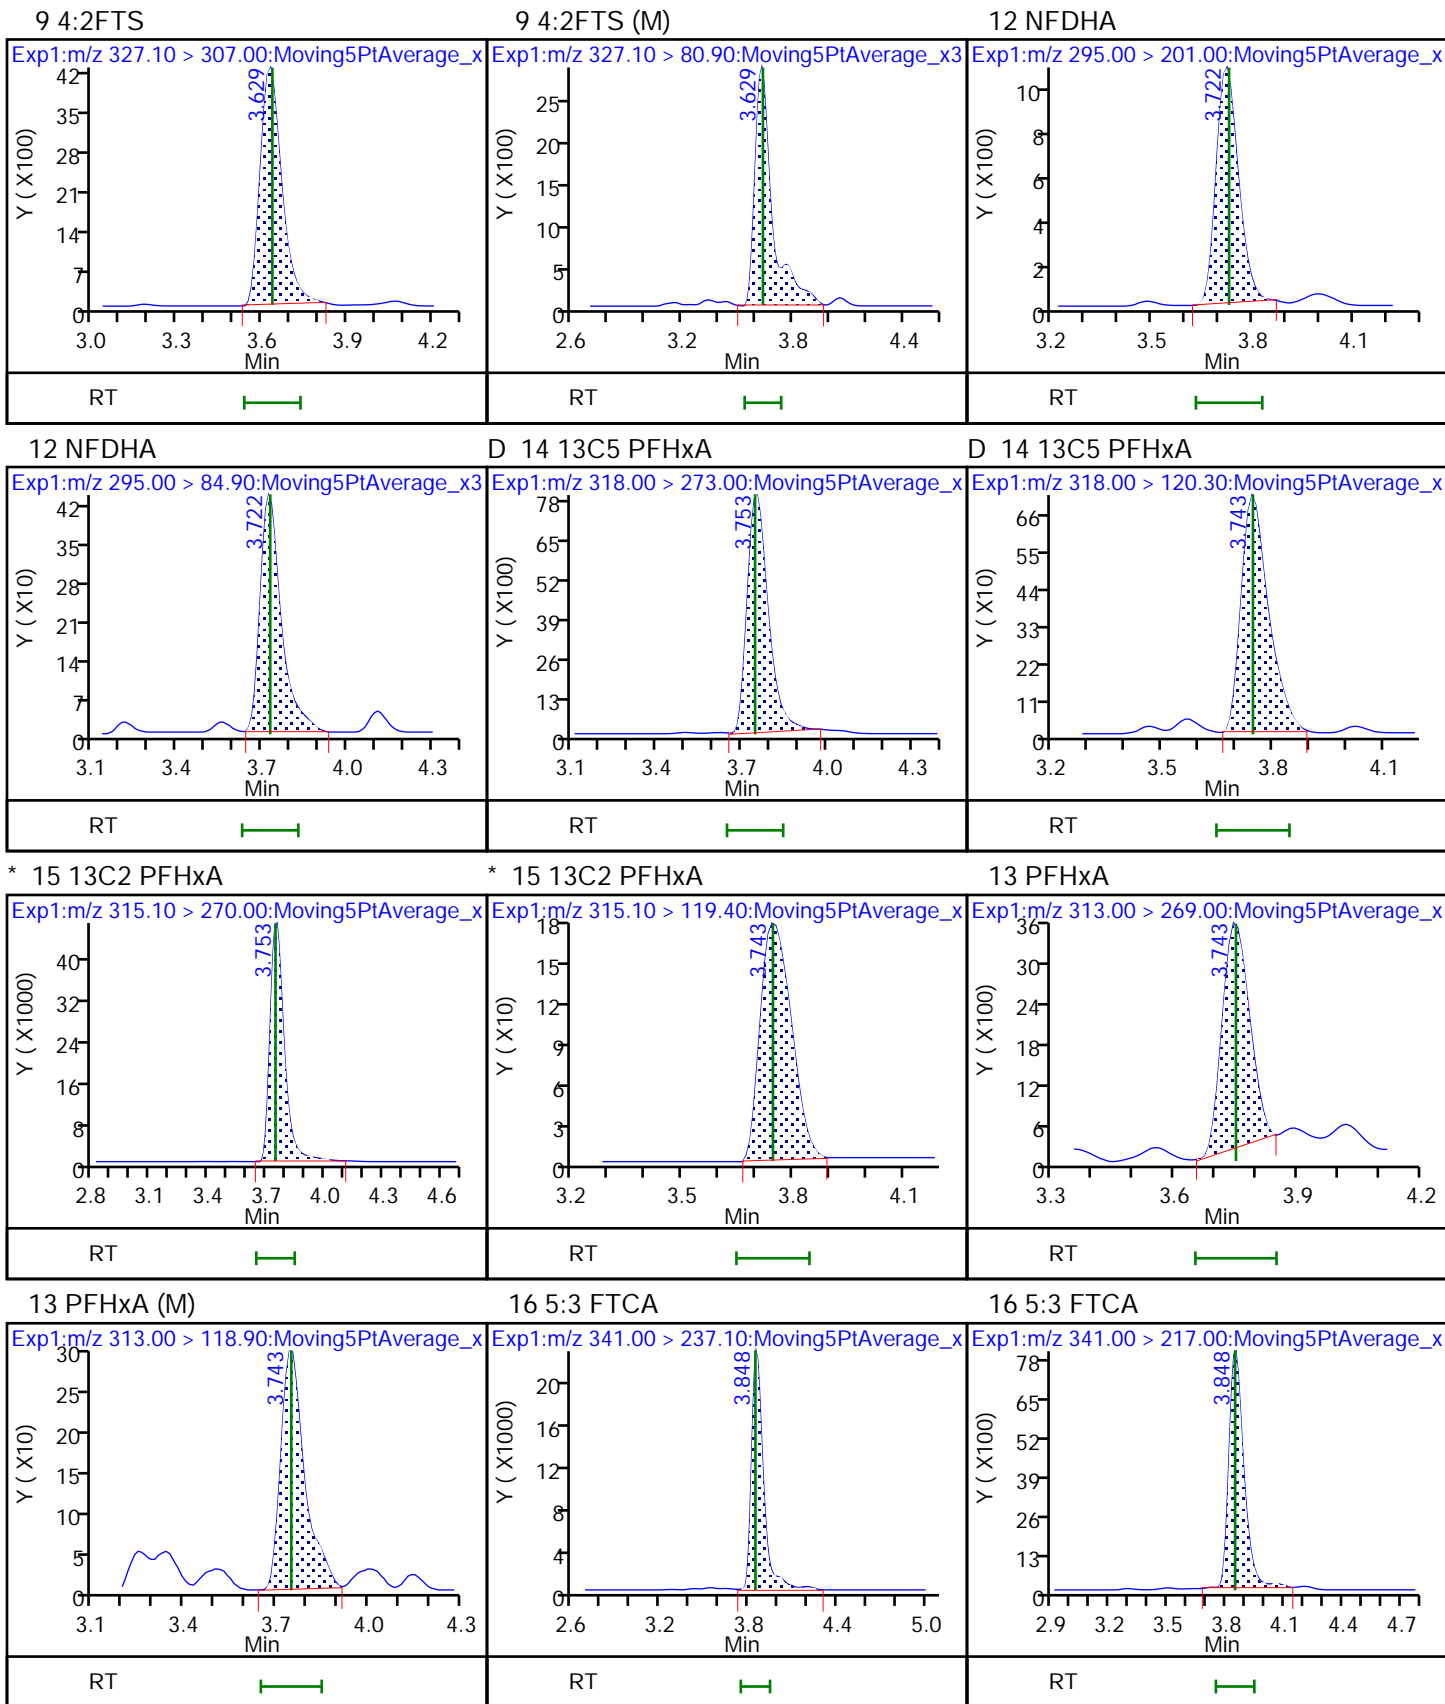 9 4:2FTS
Exp1:m/z 327.10 > 307.00:Moving5PtAverage_x
3.629
Y ( X100)
42
35
28
21
14
7
0
3.0 3.3 3.6 3.9 4.2
Min
RT
9 4:2FTS (M)
Exp1:m/z 327.10 > 80.90:Moving5PtAverage_x3
3.629
Y ( X100)
25
20
15
10
5
0
2.6 3.2 3.8 4.4
Min
RT
12 NFDHA
Exp1:m/z 295.00 > 201.00:Moving5PtAverage_x
3.722
Y ( X100)
10
8
6
4
2
0
3.2 3.5 3.8 4.1
Min
RT
12 NFDHA
Exp1:m/z 295.00 > 84.90:Moving5PtAverage_x3
3.722
Y ( X10)
42
35
28
21
14
7
0
3.1 3.4 3.7 4.0 4.3
Min
RT
D 14 13C5 PFHxA
Exp1:m/z 318.00 > 273.00:Moving5PtAverage_x
3.753
Y ( X100)
78
65
52
39
26
13
0
3.1 3.4 3.7 4.0 4.3
Min
RT
D 14 13C5 PFHxA
Exp1:m/z 318.00 > 120.30:Moving5PtAverage_x
3.743
Y ( X10)
66
55
44
33
22
11
0
3.2 3.5 3.8 4.1
Min
RT
* 15 13C2 PFHxA
Exp1:m/z 315.10 > 270.00:Moving5PtAverage_x
3.753
Y ( X1000)
40
32
24
16
8
0
2.8 3.1 3.4 3.7 4.0 4.3 4.6
Min
RT
* 15 13C2 PFHxA
Exp1:m/z 315.10 > 119.40:Moving5PtAverage_x
3.743
Y ( X10)
18
15
12
9
6
3
0
3.2 3.5 3.8 4.1
Min
RT
13 PFHxA
Exp1:m/z 313.00 > 269.00:Moving5PtAverage_x
3.743
Y ( X100)
36
30
24
18
12
6
0
3.3 3.6 3.9 4.2
Min
RT
13 PFHxA (M)
Exp1:m/z 313.00 > 118.90:Moving5PtAverage_x
3.743
Y ( X10)
30
25
20
15
10
5
0
3.1 3.4 3.7 4.0 4.3
Min
RT
16 5:3 FTCA
Exp1:m/z 341.00 > 237.10:Moving5PtAverage_x
3.848
Y ( X1000)
20
16
12
8
4
0
2.6 3.2 3.8 4.4 5.0
Min
RT
16 5:3 FTCA
Exp1:m/z 341.00 > 217.00:Moving5PtAverage_x
3.848
Y ( X100)
78
65
52
39
26
13
0
2.9 3.2 3.5 3.8 4.1 4.4 4.7
Min
RT